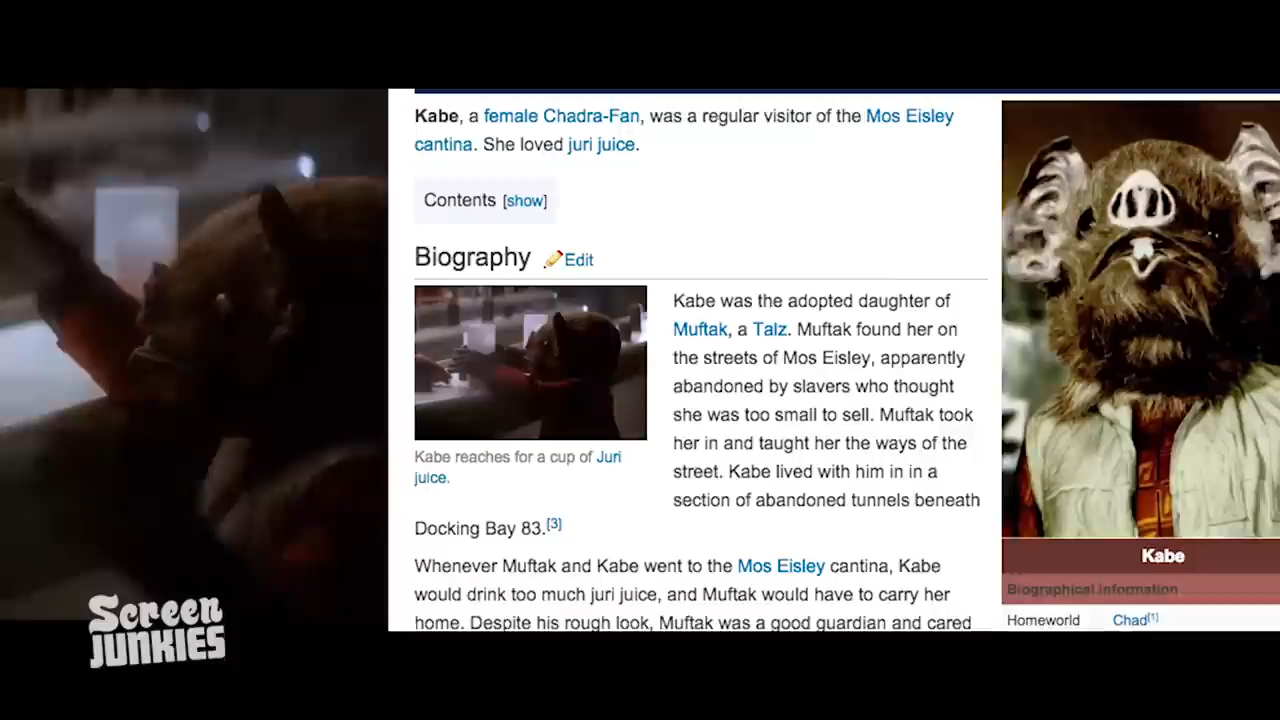 Kabe, a female Chadra-Fan, was a regular visitor of the Mos Eisley
cantina. She loved juri juice.
Contents [show]
Biography Edit
Kabe was the adopted daughter of
Muftak, a Talz. Muftak found her on
the streets of Mos Eisley, apparently
abandoned by slavers who thought
she was too small to sell. Muftak took
her in and taught her the ways of the
street. Kabe lived with him in in a
section of abandoned tunnels beneath
Docking Bay 83.[3]
Kabe reaches for a cup of Juri
juice.
Whenever Muftak and Kabe went to the Mos Eisley cantina, Kabe
would drink too much juri juice, and Muftak would have to carry her
home. Despite his rough look, Muftak was a good guardian and cared
Kabe
Biographical information
Homeworld Chad[1]
Screen
JUNKIES